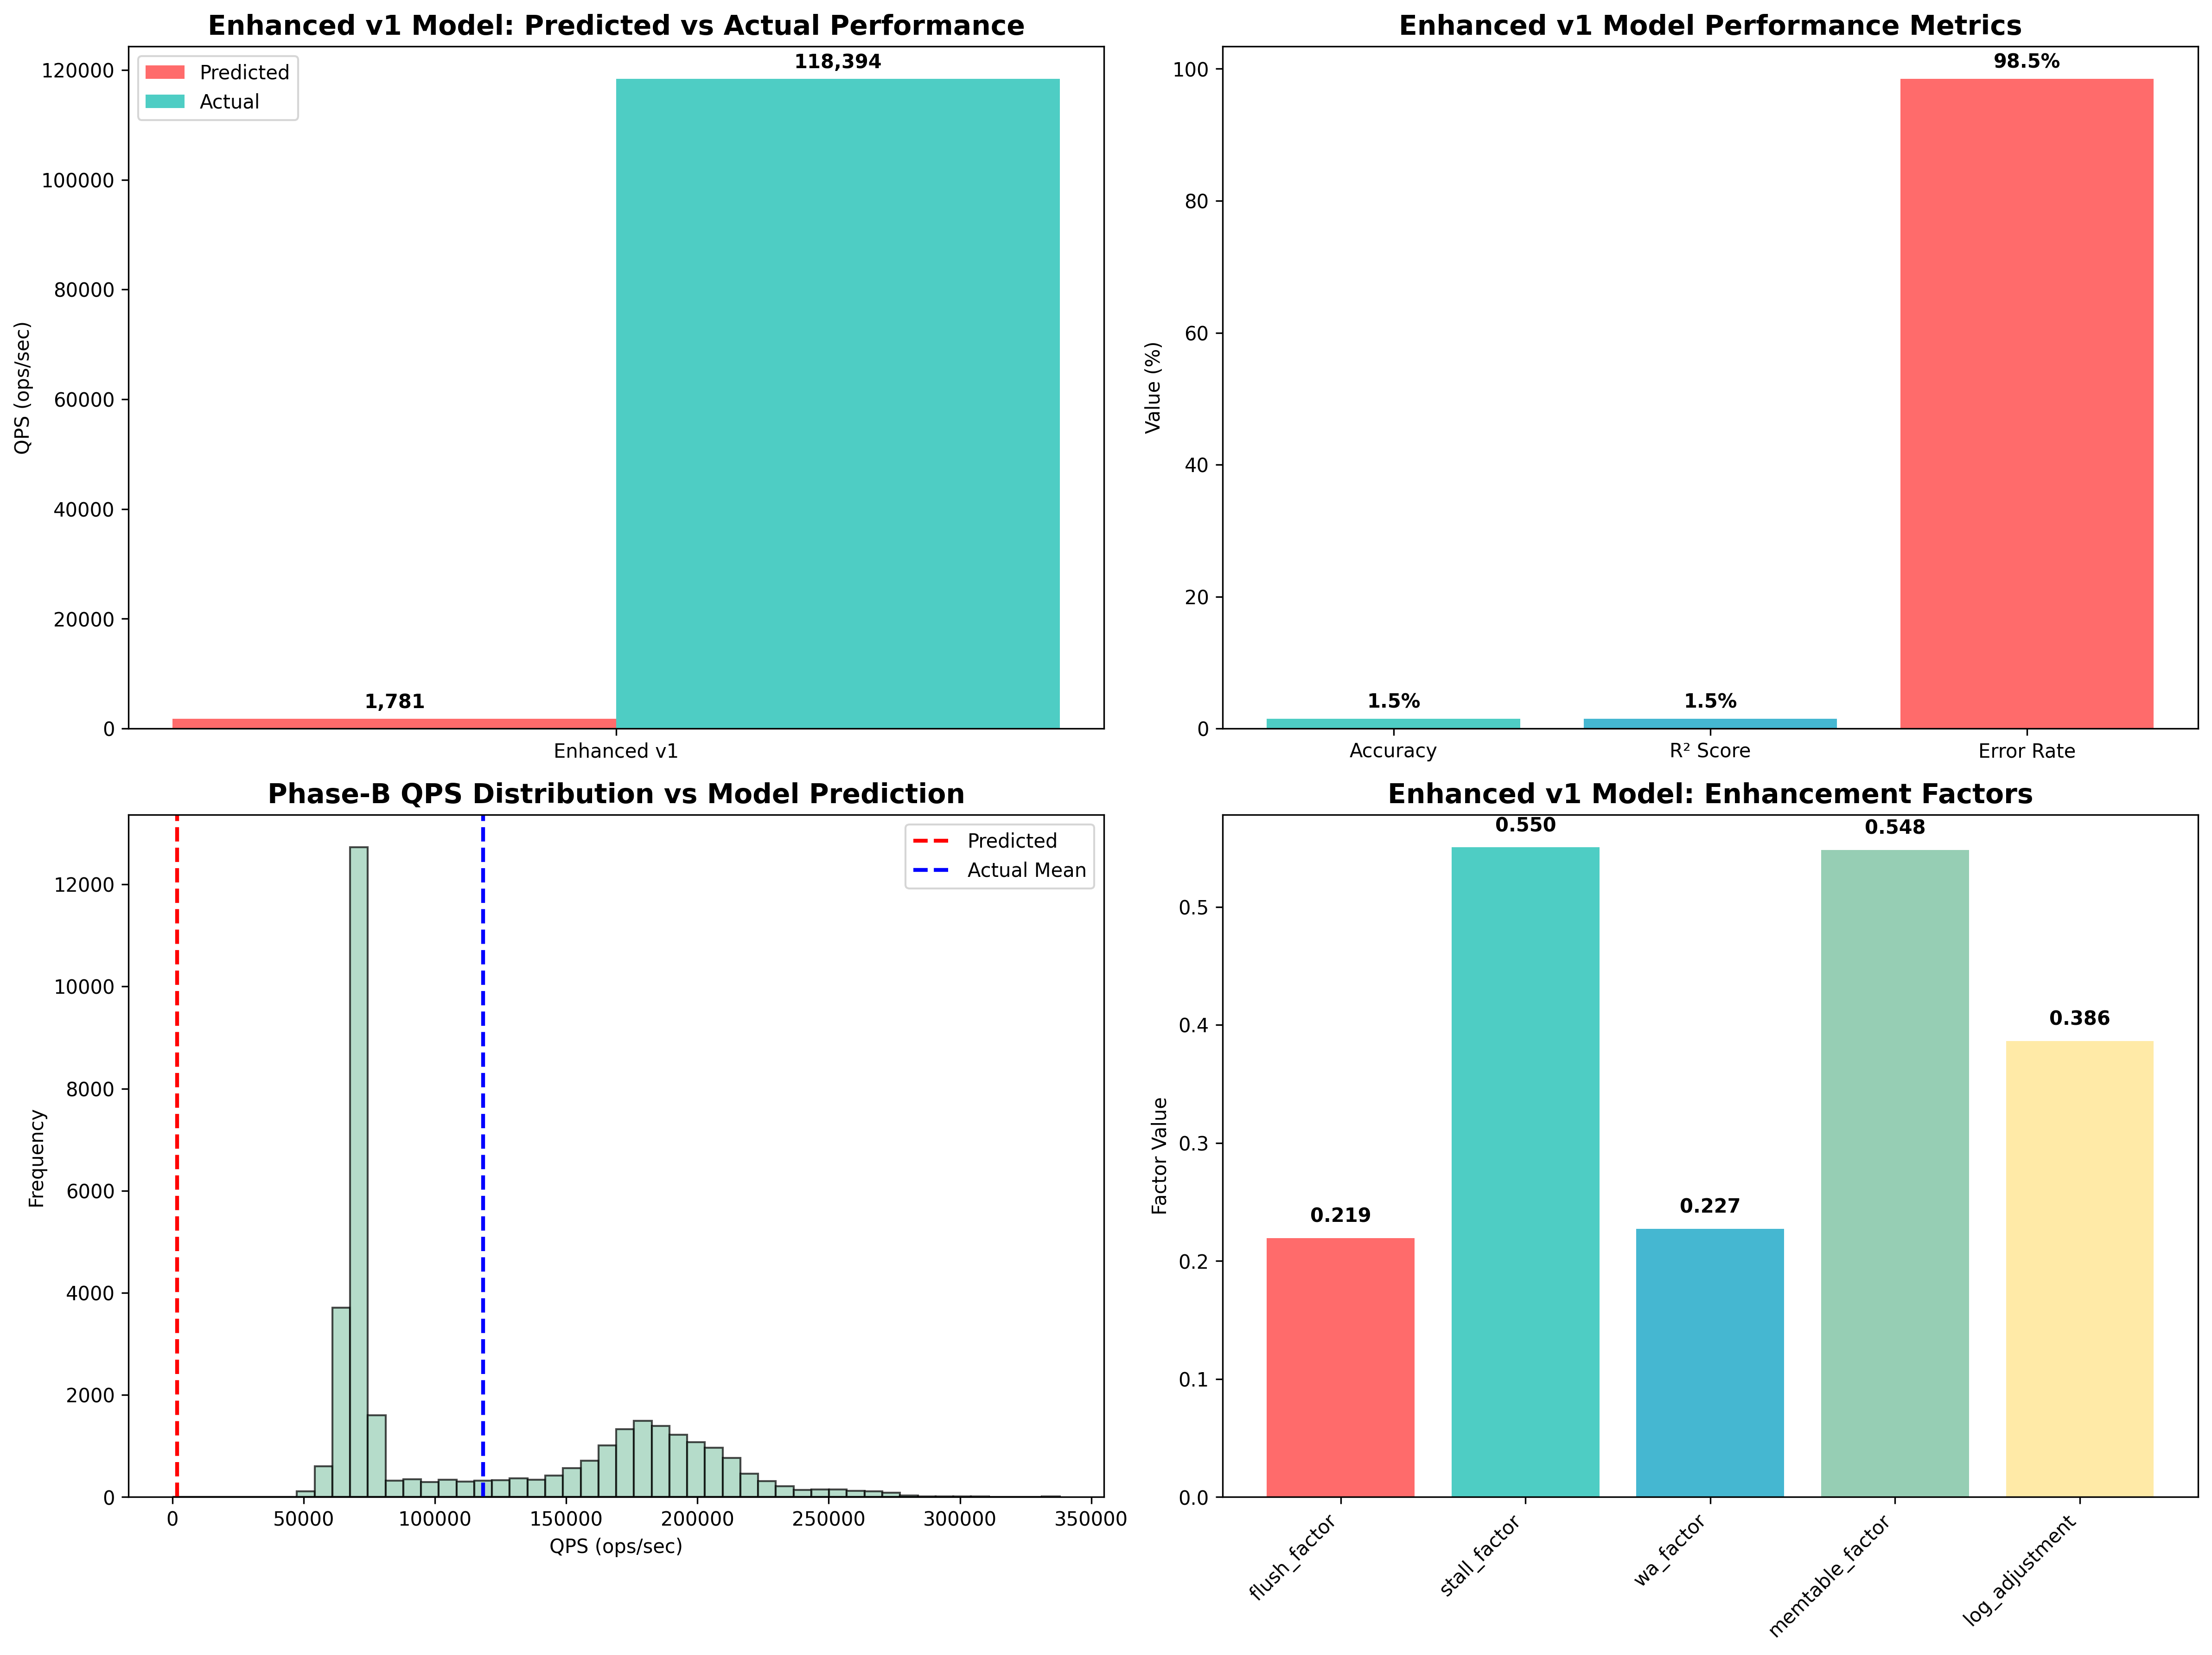 Enhanced v1 Model: Predicted vs Actual Performance
Predicted
Actual
118,394
1,781
120000
100000
80000
60000
40000
20000
0
QPS (ops/sec)
Enhanced v1
Enhanced v1 Model Performance Metrics
98.5%
1.5%
1.5%
100
80
60
40
20
0
Value (%)
Accuracy
R² Score
Error Rate
Phase-B QPS Distribution vs Model Prediction
Predicted
Actual Mean
12000
10000
8000
6000
4000
2000
0
Frequency
0
50000
100000
150000
200000
250000
300000
350000
QPS (ops/sec)
Enhanced v1 Model: Enhancement Factors
0.219
0.550
0.227
0.548
0.386
0.5
0.4
0.3
0.2
0.1
0.0
Factor Value
flush_factor
stall_factor
wa_factor
memtable_factor
log_adjustment